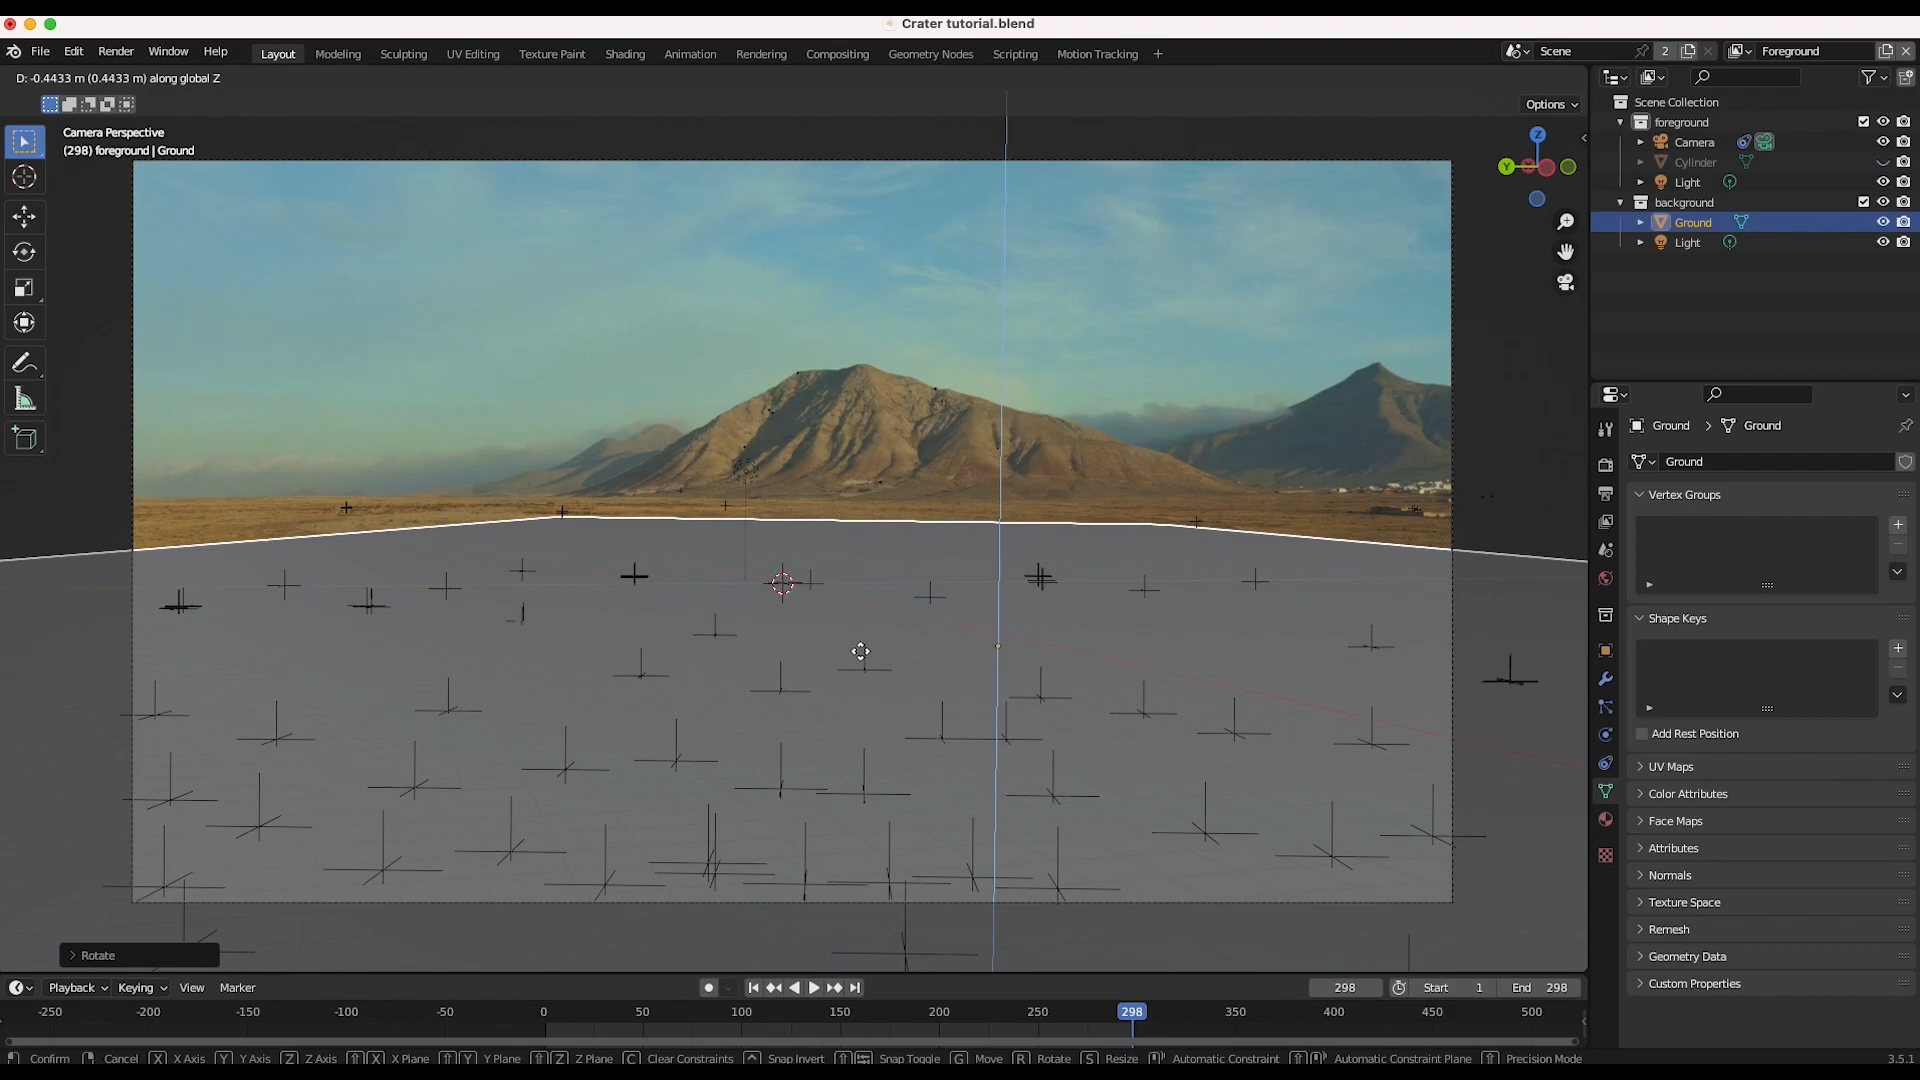 Crater tutorial.blend
File Edit Render Window Help Layout Modeling Sculpting UV Editing Texture Paint Shading Animation Rendering Compositing Geometry Nodes Scripting Motion Tracking + Scene 2 Foreground
D: -0.4433 m (0.4433 m) along global Z
Options
Camera Perspective
(298) foreground | Ground
Z
Y
Scene Collection
foreground
Camera
Cylinder
Light
background
Ground
Light
Ground > Ground
Ground
Vertex Groups
Shape Keys
Add Rest Position
UV Maps
Color Attributes
Face Maps
Attributes
Normals
Texture Space
Remesh
Geometry Data
Custom Properties
> Rotate
Playback Keying View Marker 298 Start 1 End 298
-250 -200 -150 -100 -50 0 50 100 150 200 250 298 350 400 450 500
Confirm Cancel X X Axis Y Y Axis Z Z Axis X X Plane Y Y Plane Z Z Plane C Clear Constraints Snap Invert Snap Toggle G Move R Rotate S Resize Automatic Constraint Automatic Constraint Plane Precision Mode 3.5.1